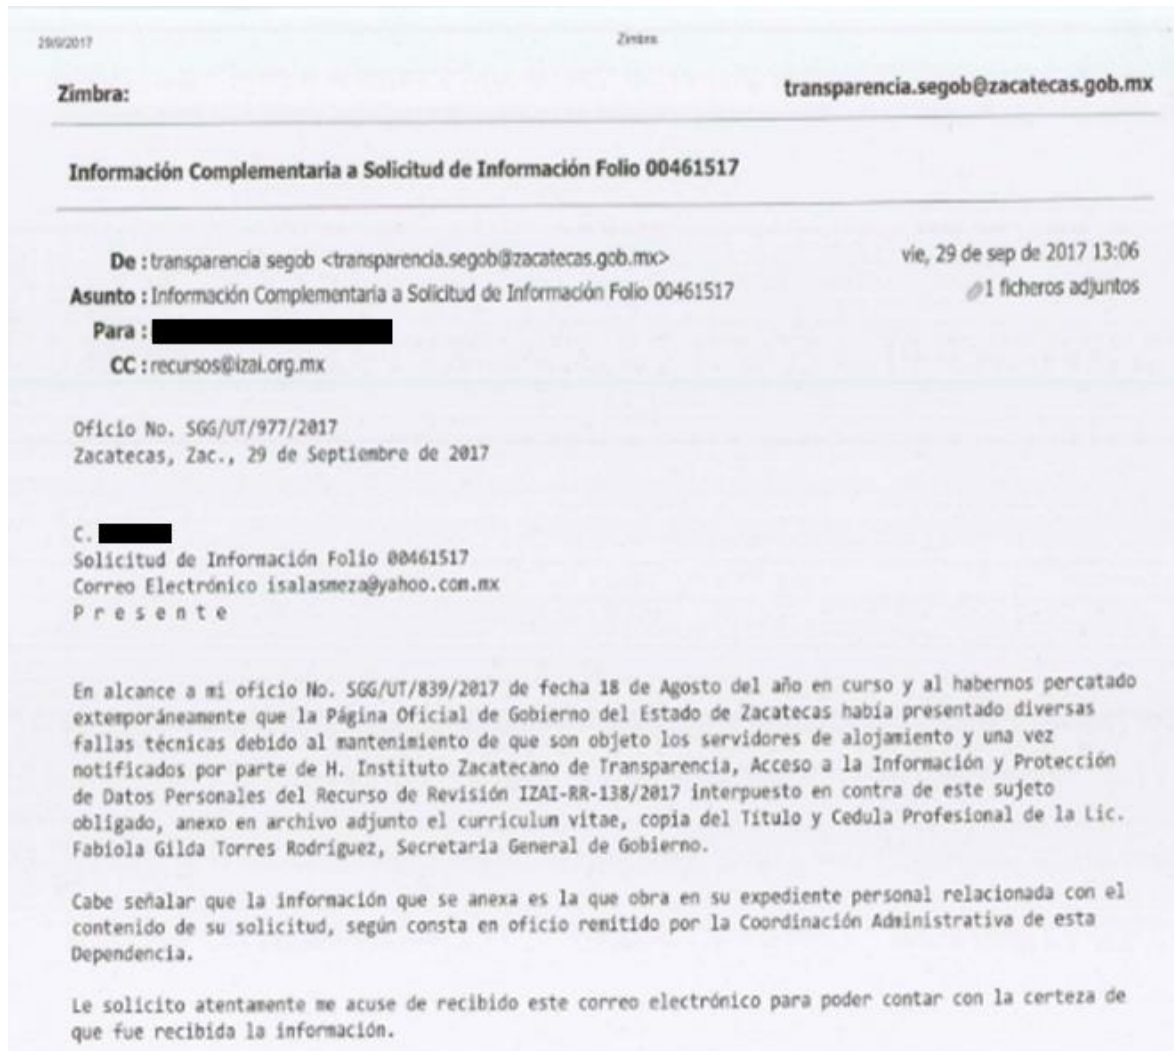 29/9/2017 Zimbra
Zimbra: transparencia.segob@zacatecas.gob.mx
Información Complementaria a Solicitud de Información Folio 00461517
De : transparencia segob <transparencia.segob@zacatecas.gob.mx> vie, 29 de sep de 2017 13:06
Asunto : Información Complementaria a Solicitud de Información Folio 00461517 1 ficheros adjuntos
Para :
CC : recursos@izai.org.mx
Oficio No. SGG/UT/977/2017
Zacatecas, Zac., 29 de Septiembre de 2017
C.
Solicitud de Información Folio 00461517
Correo Electrónico isalasmeza@yahoo.com.mx
P r e s e n t e
En alcance a mi oficio No. SGG/UT/839/2017 de fecha 18 de Agosto del año en curso y al habernos percatado
extemporáneamente que la Página Oficial de Gobierno del Estado de Zacatecas había presentado diversas
fallas técnicas debido al mantenimiento de que son objeto los servidores de alojamiento y una vez
notificados por parte de H. Instituto Zacatecano de Transparencia, Acceso a la Información y Protección
de Datos Personales del Recurso de Revisión IZAI-RR-138/2017 interpuesto en contra de este sujeto
obligado, anexo en archivo adjunto el curriculum vitae, copia del Título y Cedula Profesional de la Lic.
Fabiola Gilda Torres Rodríguez, Secretaria General de Gobierno.
Cabe señalar que la información que se anexa es la que obra en su expediente personal relacionada con el
contenido de su solicitud, según consta en oficio remitido por la Coordinación Administrativa de esta
Dependencia.
Le solicito atentamente me acuse de recibido este correo electrónico para poder contar con la certeza de
que fue recibida la información.